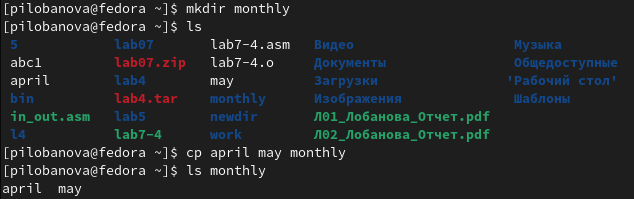 [pilobanova@fedora ~]$ mkdir monthly
[pilobanova@fedora ~]$ ls
5 lab07 lab7-4.asm Видео Музыка
abc1 lab07.zip lab7-4.o Документы Общедоступные
april lab4 may Загрузки 'Рабочий стол'
bin lab4.tar monthly Изображения Шаблоны
in_out.asm lab5 newdir Л01_Лобанова_Отчет.pdf
l4 lab7-4 work Л02_Лобанова_Отчет.pdf
[pilobanova@fedora ~]$ cp april may monthly
[pilobanova@fedora ~]$ ls monthly
april may